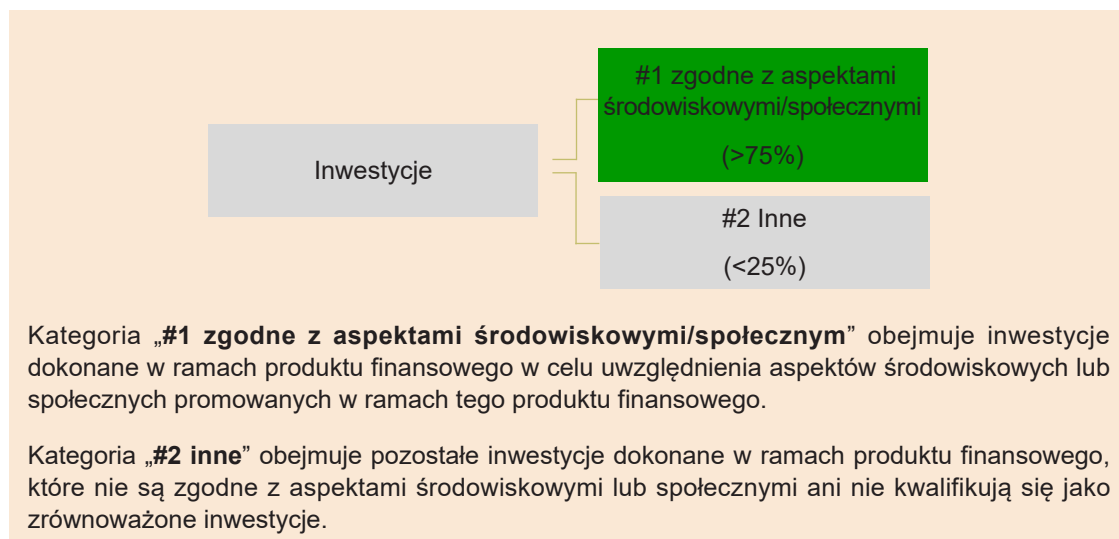 #1 zgodne z aspektami
środowiskowymi/społecznymi
(>75%)
Inwestycje
#2 Inne
(<25%)
Kategoria „#1 zgodne z aspektami środowiskowymi/społecznym” obejmuje inwestycje
dokonane w ramach produktu finansowego w celu uwzględnienia aspektów środowiskowych lub
społecznych promowanych w ramach tego produktu finansowego.
Kategoria „#2 inne” obejmuje pozostałe inwestycje dokonane w ramach produktu finansowego,
które nie są zgodne z aspektami środowiskowymi lub społecznymi ani nie kwalifikują się jako
zrównoważone inwestycje.